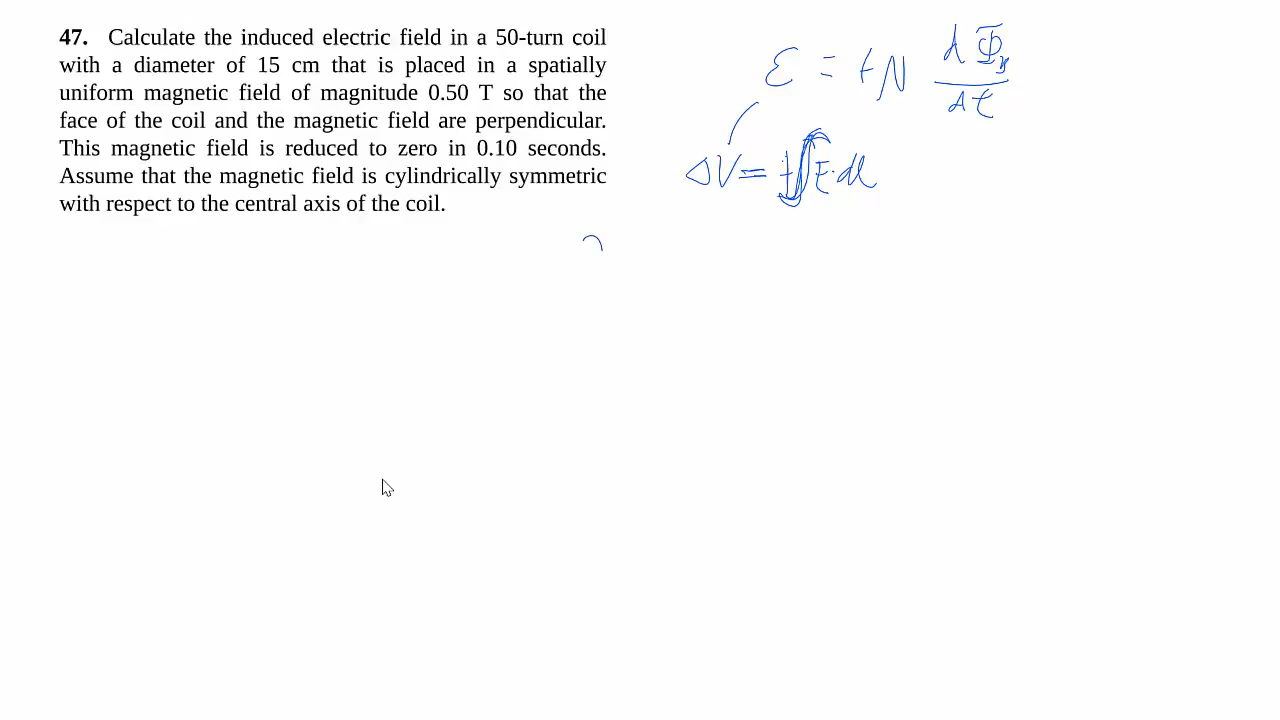 47. Calculate the induced electric field in a 50-turn coil
with a diameter of 15 cm that is placed in a spatially
uniform magnetic field of magnitude 0.50 T so that the
face of the coil and the magnetic field are perpendicular.
This magnetic field is reduced to zero in 0.10 seconds.
Assume that the magnetic field is cylindrically symmetric
with respect to the central axis of the coil.
ε = +N dΦ_B/dt
ΔV = +∫E·dl